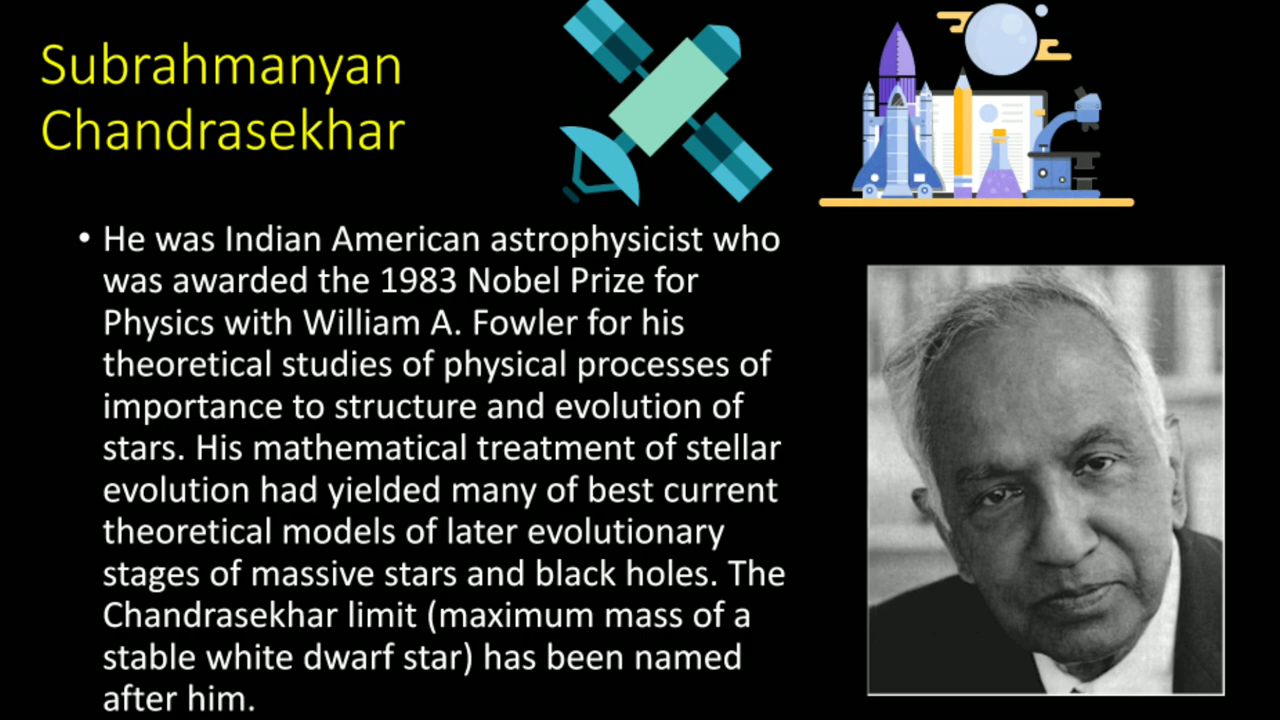 Subrahmanyan
Chandrasekhar
• He was Indian American astrophysicist who
was awarded the 1983 Nobel Prize for
Physics with William A. Fowler for his
theoretical studies of physical processes of
importance to structure and evolution of
stars. His mathematical treatment of stellar
evolution had yielded many of best current
theoretical models of later evolutionary
stages of massive stars and black holes. The
Chandrasekhar limit (maximum mass of a
stable white dwarf star) has been named
after him.